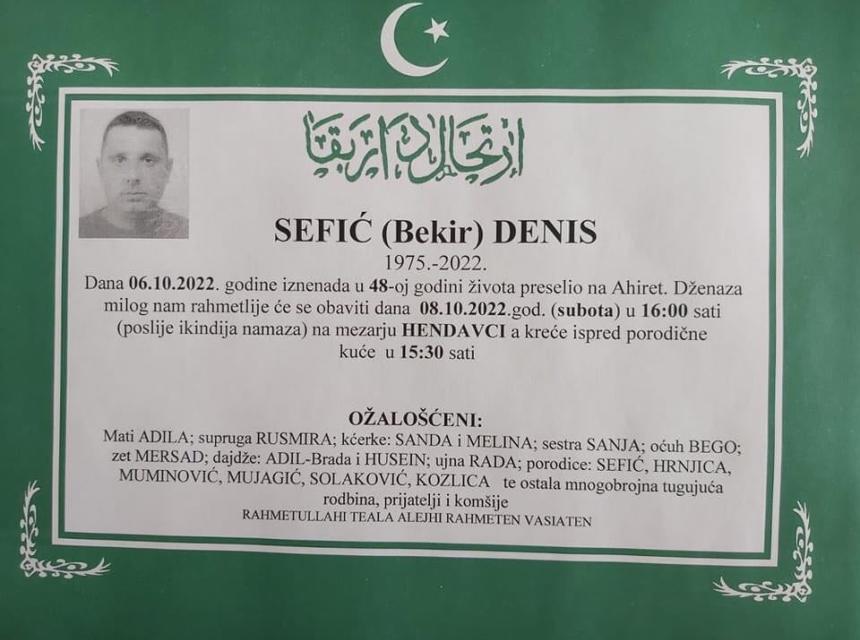 ارتحال دار بقا
SEFIĆ (Bekir) DENIS
1975.-2022.
Dana 06.10.2022. godine iznenada u 48-oj godini života preselio na Ahiret. Dženaza
milog nam rahmetlije će se obaviti dana 08.10.2022.god. (subota) u 16:00 sati
(poslije ikindija namaza) na mezarju HENDAVCI a kreće ispred porodične
kuće u 15:30 sati
OŽALOŠĆENI:
Mati ADILA; supruga RUSMIRA; kćerke: SANDA i MELINA; sestra SANJA; oćuh BEGO;
zet MERSAD; dajdže: ADIL-Brada i HUSEIN; ujna RADA; porodice: SEFIĆ, HRNJICA,
MUMINOVIĆ, MUJAGIĆ, SOLAKOVIĆ, KOZLICA te ostala mnogobrojna tugujuća
rodbina, prijatelji i komšije
RAHMETULLAHI TEALA ALEJHI RAHMETEN VASIATEN